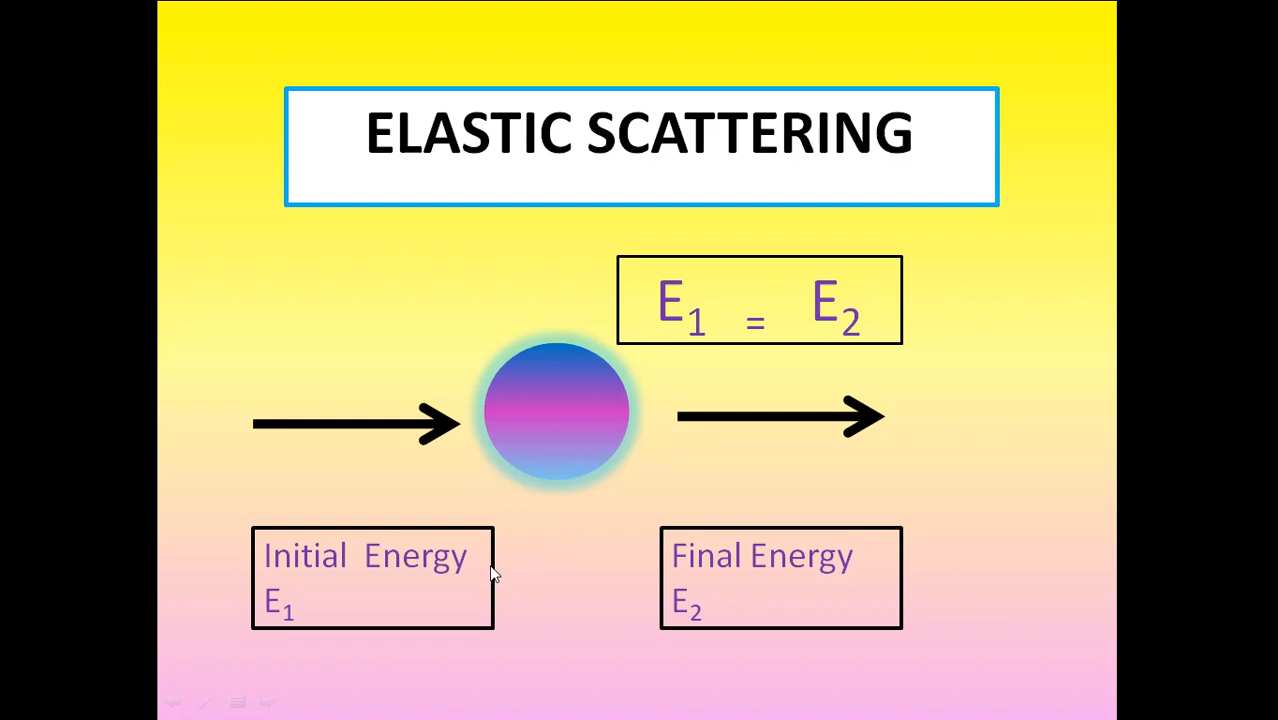 ELASTIC SCATTERING
E₁ = E₂
Initial Energy
E₁
Final Energy
E₂